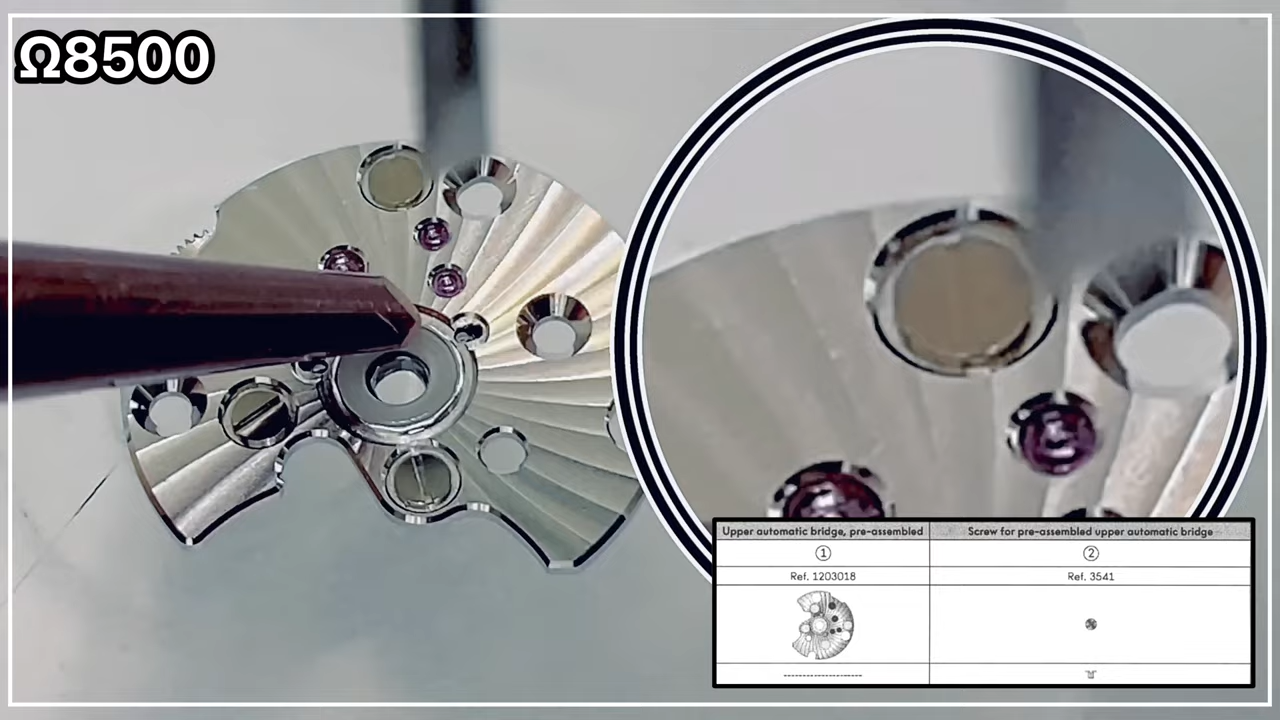 Ω8500
Upper automatic bridge, pre-assembled
Screw for pre-assembled upper automatic bridge
①
②
Ref. 1203018
Ref. 3541